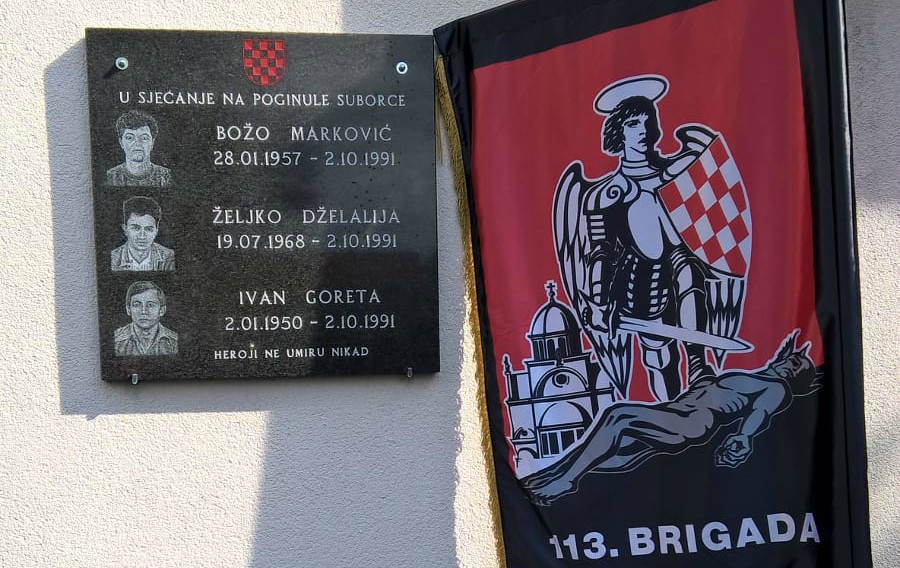 U SJEĆANJE NA POGINULE SUBORCE
BOŽO MARKOVIĆ
28.01.1957 - 2.10.1991
ŽELJKO DŽELALIJA
19.07.1968 - 2.10.1991
IVAN GORETA
2.01.1950 - 2.10.1991
HEROJI NE UMIRU NIKAD
113. BRIGADA